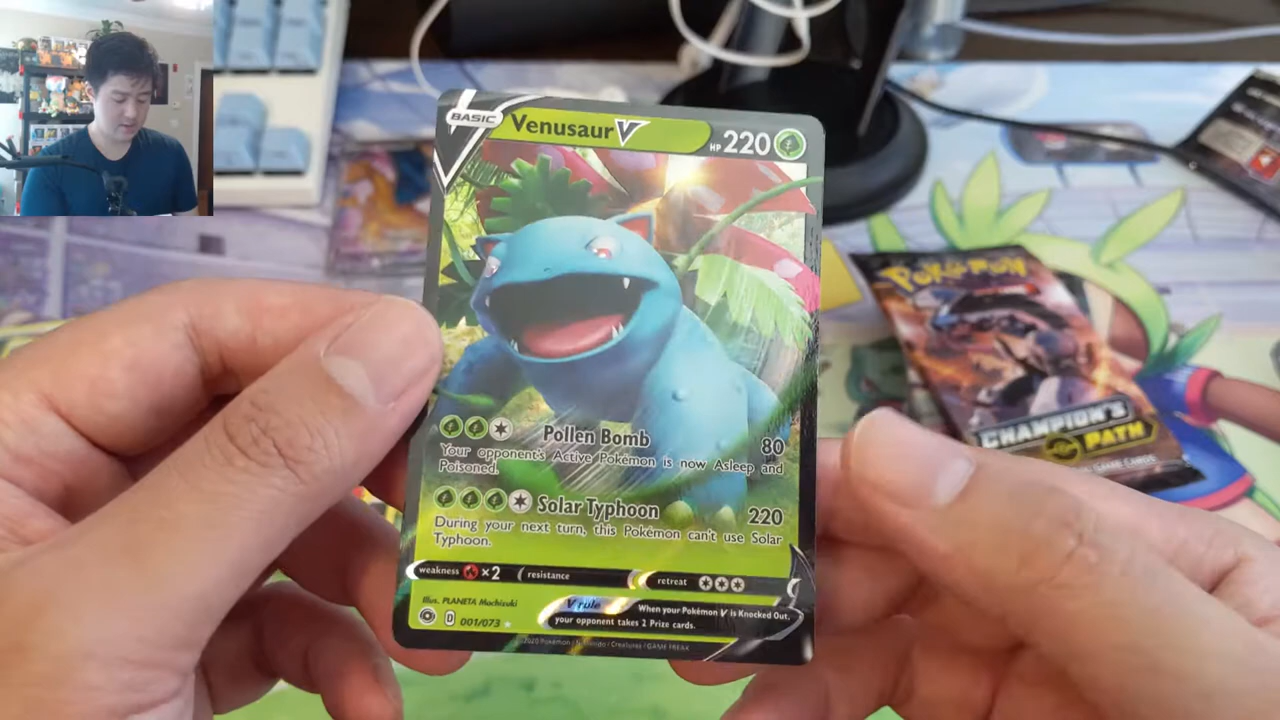 BASIC
Venusaur V
HP 220
Pollen Bomb 80
Your opponent's Active Pokémon is now Asleep and
Poisoned.
Solar Typhoon 220
During your next turn, this Pokémon can't use Solar
Typhoon.
weakness ×2 resistance retreat
Illus. PLANETA Mochizuki
V rule
When your Pokémon V is Knocked Out,
your opponent takes 2 Prize cards.
D 001/073
©2020 Pokémon / Nintendo / Creatures / GAME FREAK
POKéMON
CHAMPION'S
PATH
GAME CARDS